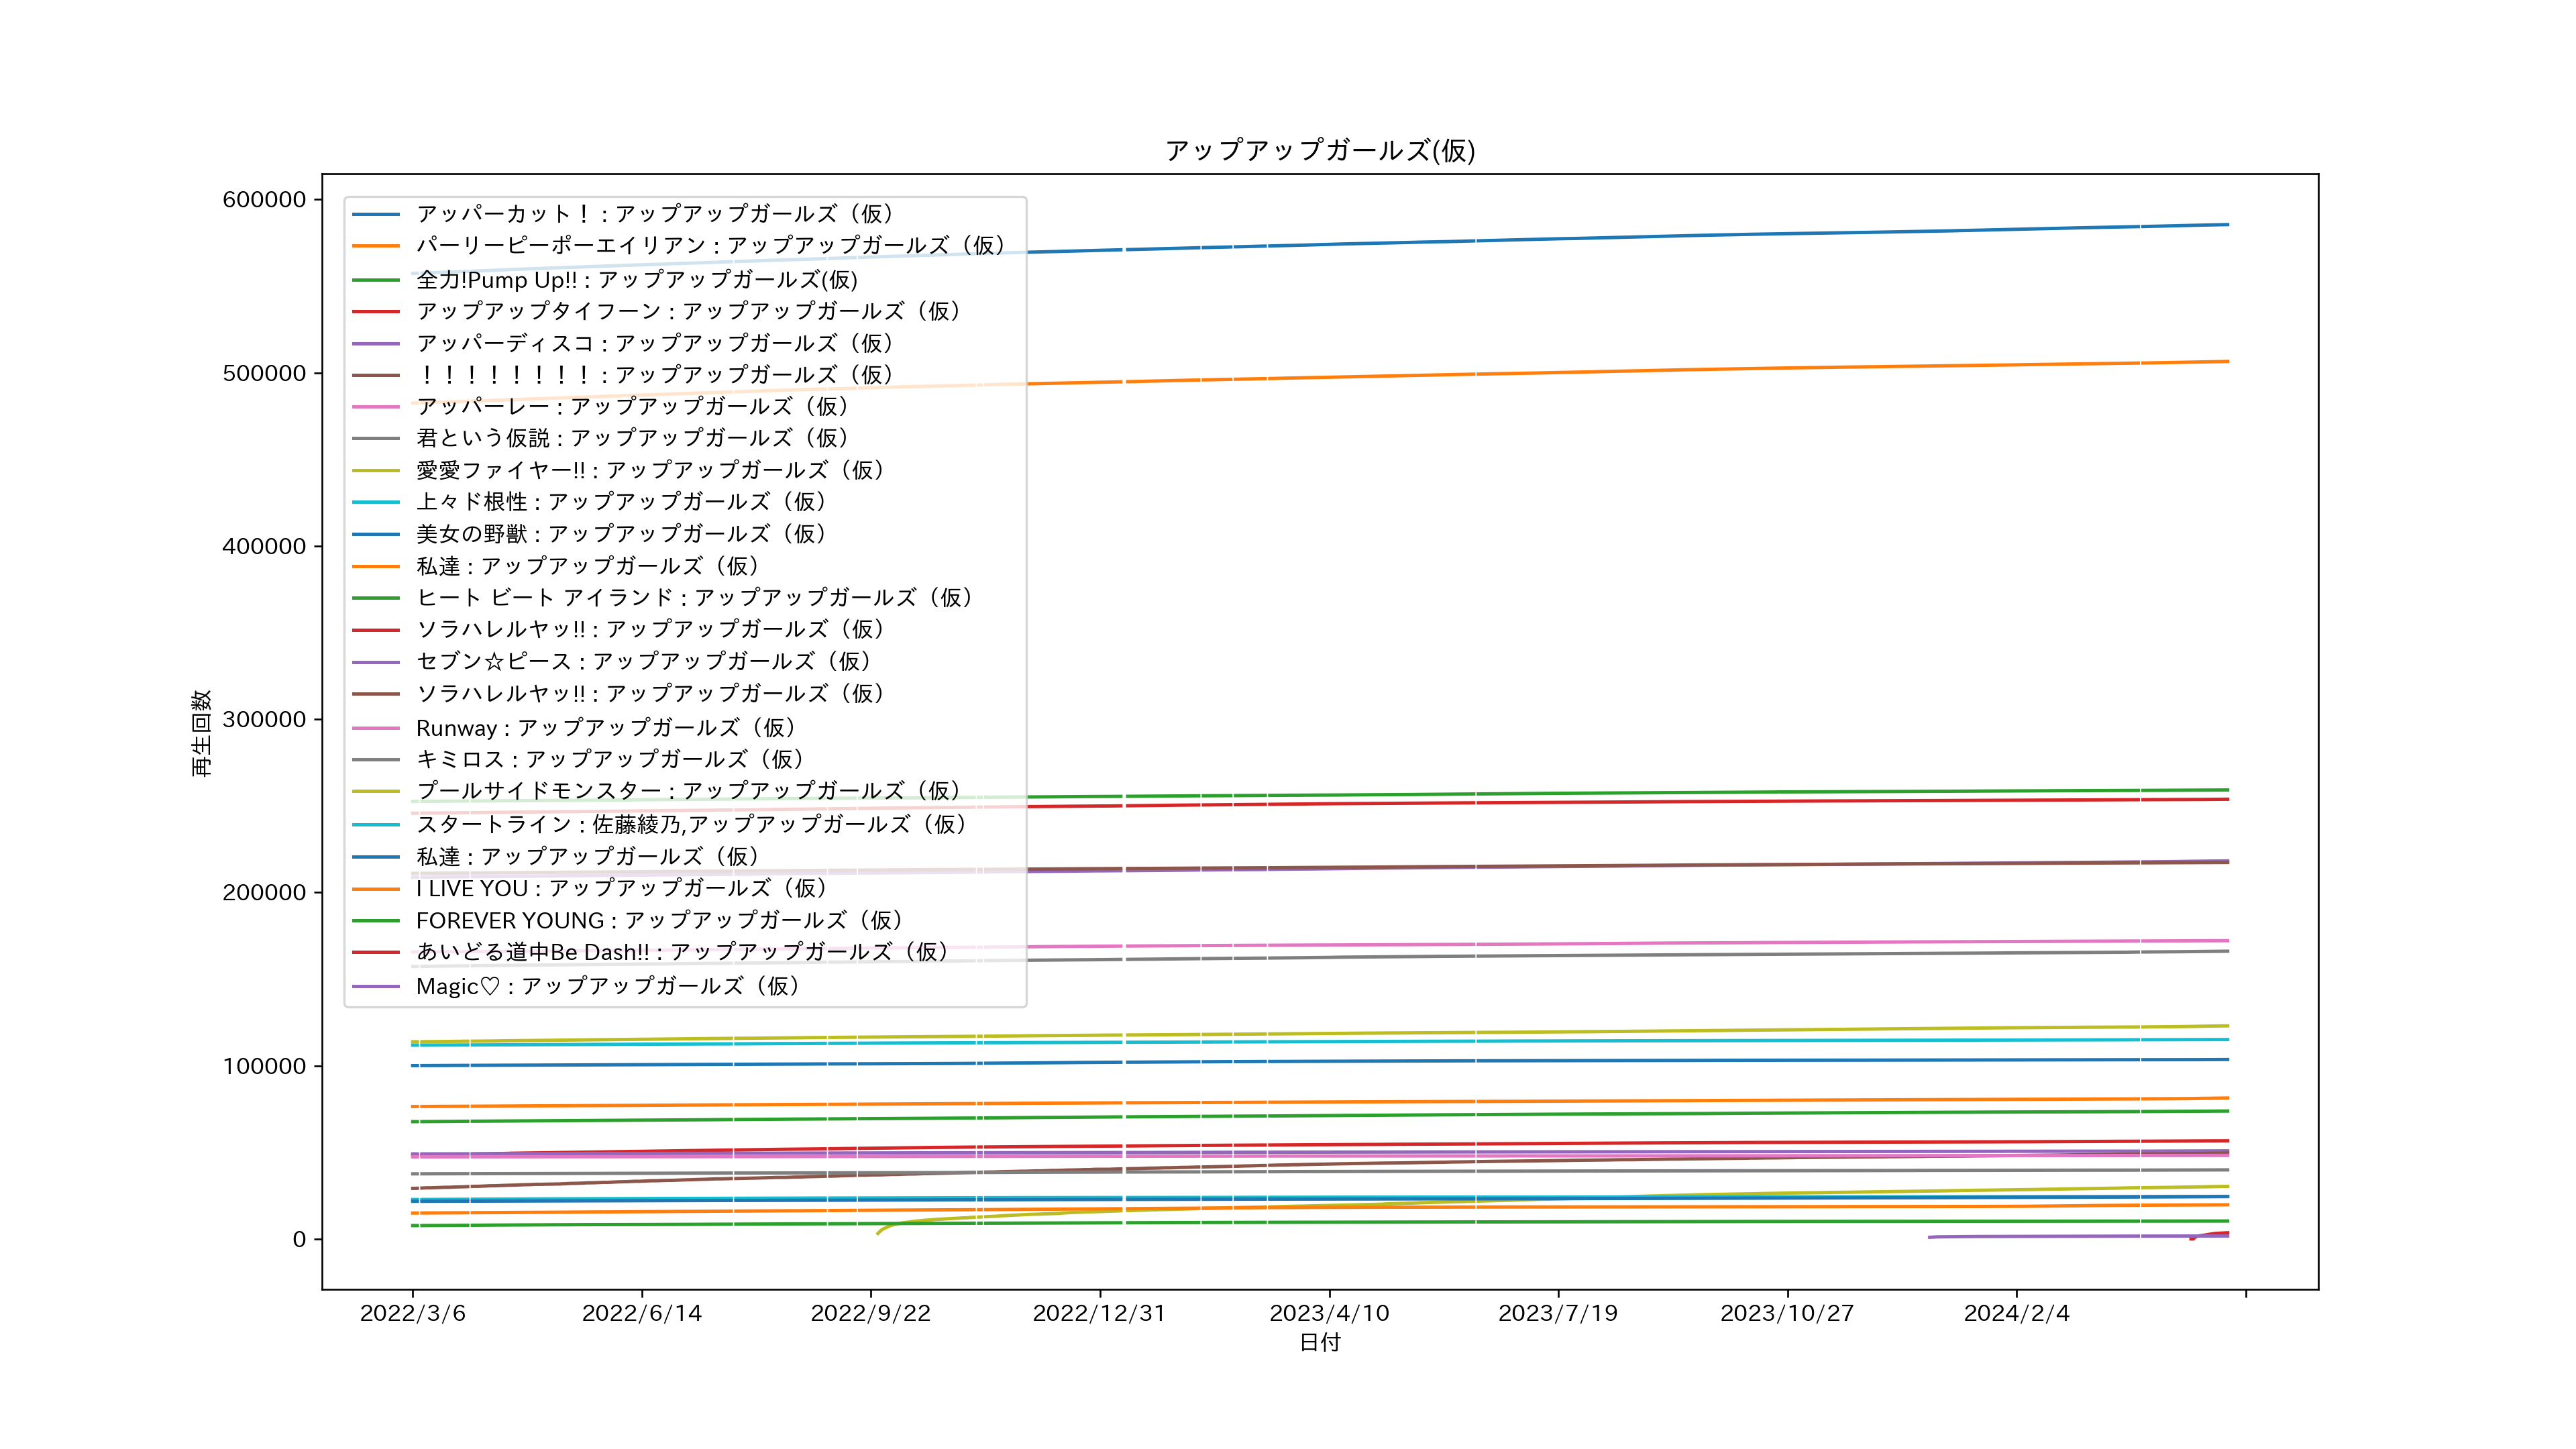 アップアップガールズ(仮)
600000
500000
400000
300000
200000
100000
0
再生回数
アッパーカット！ : アップアップガールズ（仮）
パーリーピーポーエイリアン : アップアップガールズ（仮）
全力!Pump Up!! : アップアップガールズ(仮)
アップアップタイフーン : アップアップガールズ（仮）
アッパーディスコ : アップアップガールズ（仮）
！！！！！！！！ : アップアップガールズ（仮）
アッパーレー : アップアップガールズ（仮）
君という仮説 : アップアップガールズ（仮）
愛愛ファイヤー!! : アップアップガールズ（仮）
上々ド根性 : アップアップガールズ（仮）
美女の野獣 : アップアップガールズ（仮）
私達 : アップアップガールズ（仮）
ヒート ビート アイランド : アップアップガールズ（仮）
ソラハレルヤッ!! : アップアップガールズ（仮）
セブン☆ピース : アップアップガールズ（仮）
ソラハレルヤッ!! : アップアップガールズ（仮）
Runway : アップアップガールズ（仮）
キミロス : アップアップガールズ（仮）
プールサイドモンスター : アップアップガールズ（仮）
スタートライン : 佐藤綾乃,アップアップガールズ（仮）
私達 : アップアップガールズ（仮）
I LIVE YOU : アップアップガールズ（仮）
FOREVER YOUNG : アップアップガールズ（仮）
あいどる道中Be Dash!! : アップアップガールズ（仮）
Magic♡ : アップアップガールズ（仮）
2022/3/6
2022/6/14
2022/9/22
2022/12/31
2023/4/10
2023/7/19
2023/10/27
2024/2/4
日付